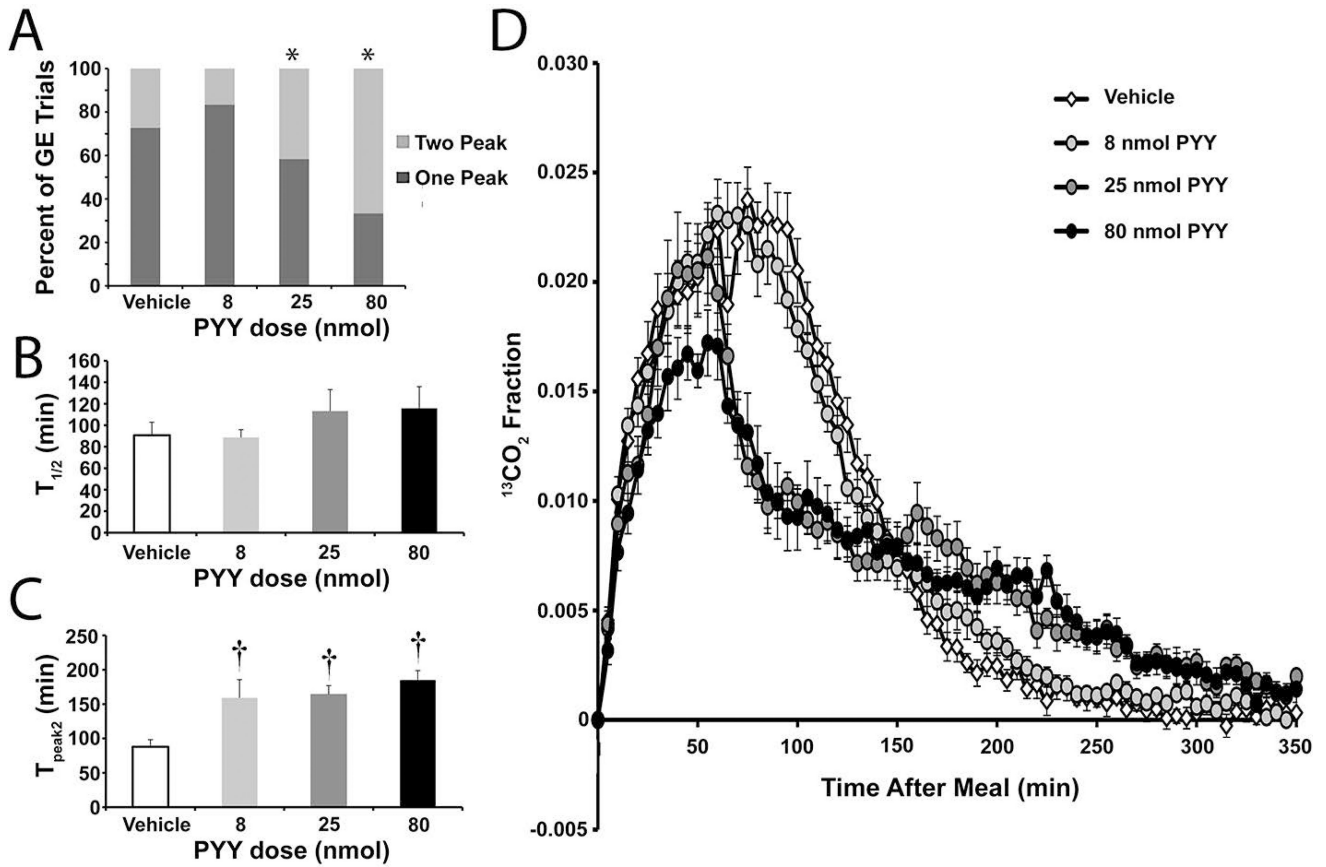 A
* *
100
80
60
40
20
0
Percent of GE Trials
Two Peak
One Peak
Vehicle 8 25 80
PYY dose (nmol)
B
160
140
120
100
80
60
40
20
0
T1/2 (min)
Vehicle 8 25 80
PYY dose (nmol)
C
250
200
150
100
50
0
Tpeak2 (min)
† † †
Vehicle 8 25 80
PYY dose (nmol)
D
0.030
0.025
0.020
0.015
0.010
0.005
0
-0.005
13CO2 Fraction
Vehicle
8 nmol PYY
25 nmol PYY
80 nmol PYY
50 100 150 200 250 300 350
Time After Meal (min)